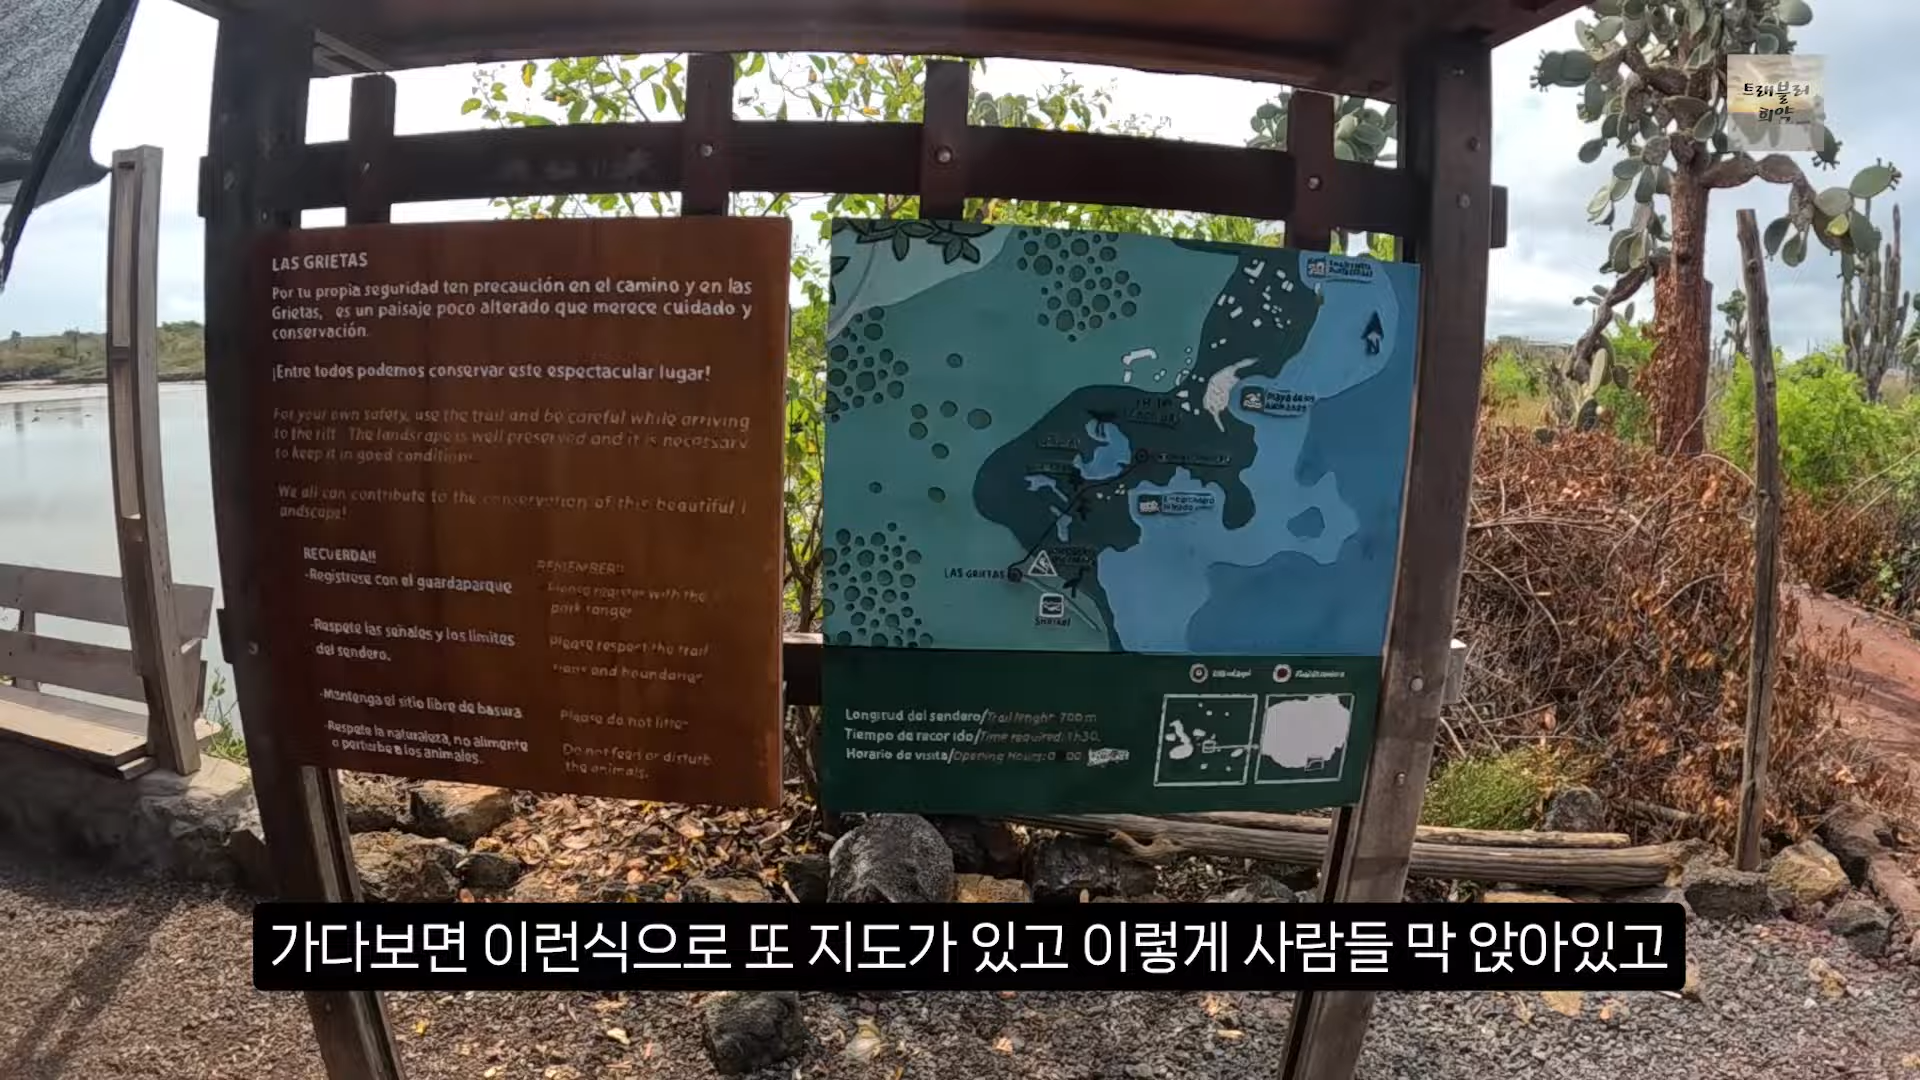 트래블러
희약
LAS GRIETAS
Por tu propia seguridad ten precaución en el camino y en las
Grietas, es un paisaje poco alterado que merece cuidado y
conservación.
¡Entre todos podemos conservar este espectacular lugar!
For your own safety, use the trail and be careful while arriving
to the rift. The landscape is well preserved and it is necessary
to keep it in good condition.
We all can contribute to the conservation of this beautiful l
andscape!
RECUERDA!!
-Registrese con el guardaparque
-Respete las señales y los limites
del sendero.
-Mantenga el sitio libre de basura
-Respete la naturaleza, no alimente
o perturbe a los animales.
REMEMBER!!
Please register with the
park ranger
Please respect the trail
and boundaries
Please do not litter
Do not feed or disturb
the animals.
Playa de los
Alemanes
LAS GRIETAS
Longitud del sendero/Trail lenght: 700 m
Tiempo de recorrido/Time required: 1h30
Horario de visita/Opening Hours:
가다보면 이런식으로 또 지도가 있고 이렇게 사람들 막 앉아있고